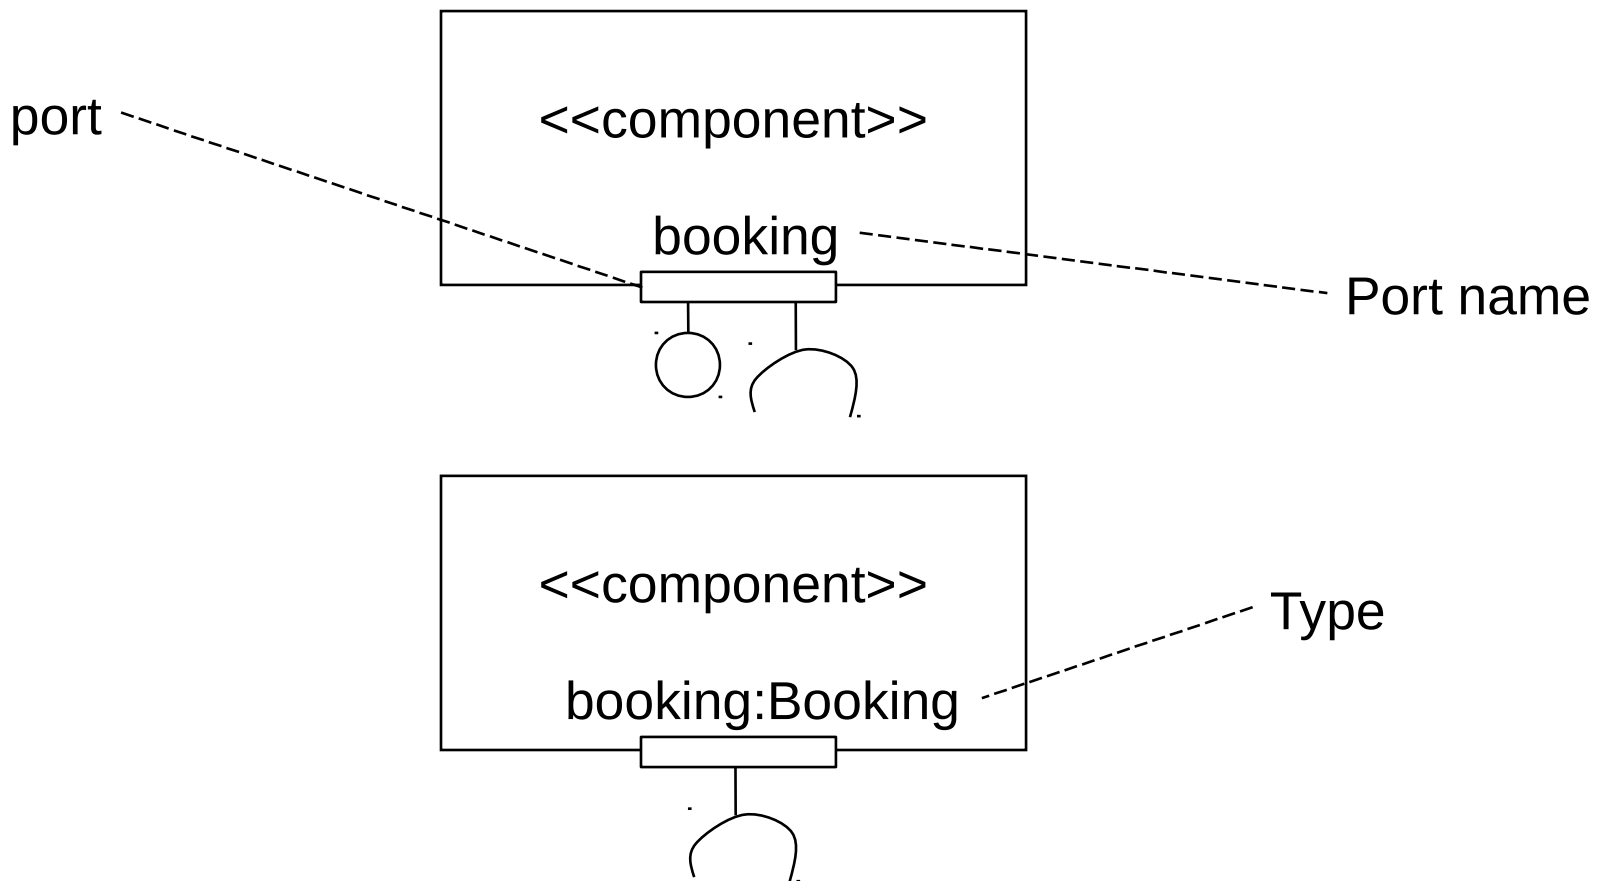 port
<<component>>
booking
Port name
<<component>>
Type
booking:Booking